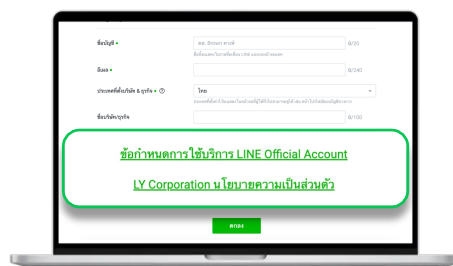 ชื่อบัญชี
0/20
อีเมล
0/240
ประเทศที่ตั้งบริษัท & ธุรกิจ
ไทย
ชื่อบริษัท/ธุรกิจ
0/100
ข้อกำหนดการใช้บริการ LINE Official Account
LY Corporation นโยบายความเป็นส่วนตัว
ตกลง